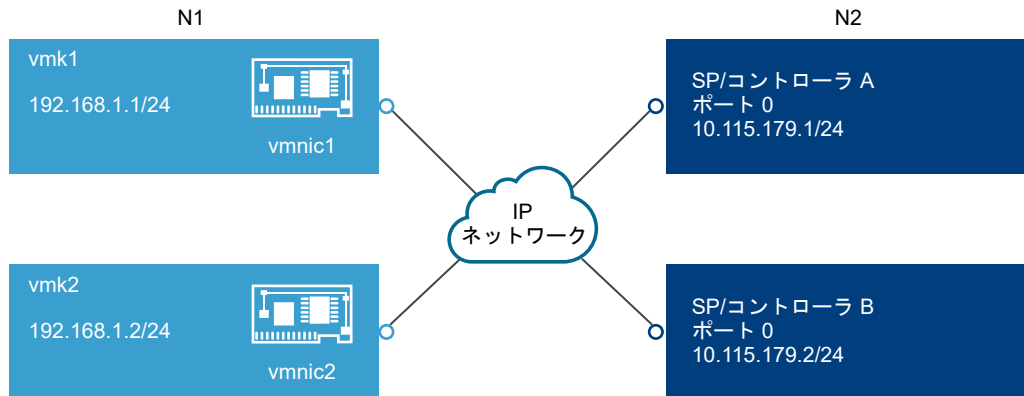 N1
N2
vmk1
192.168.1.1/24
vmnic1
SP/コントローラ A
ポート 0
10.115.179.1/24
IP
ネットワーク
vmk2
192.168.1.2/24
vmnic2
SP/コントローラ B
ポート 0
10.115.179.2/24